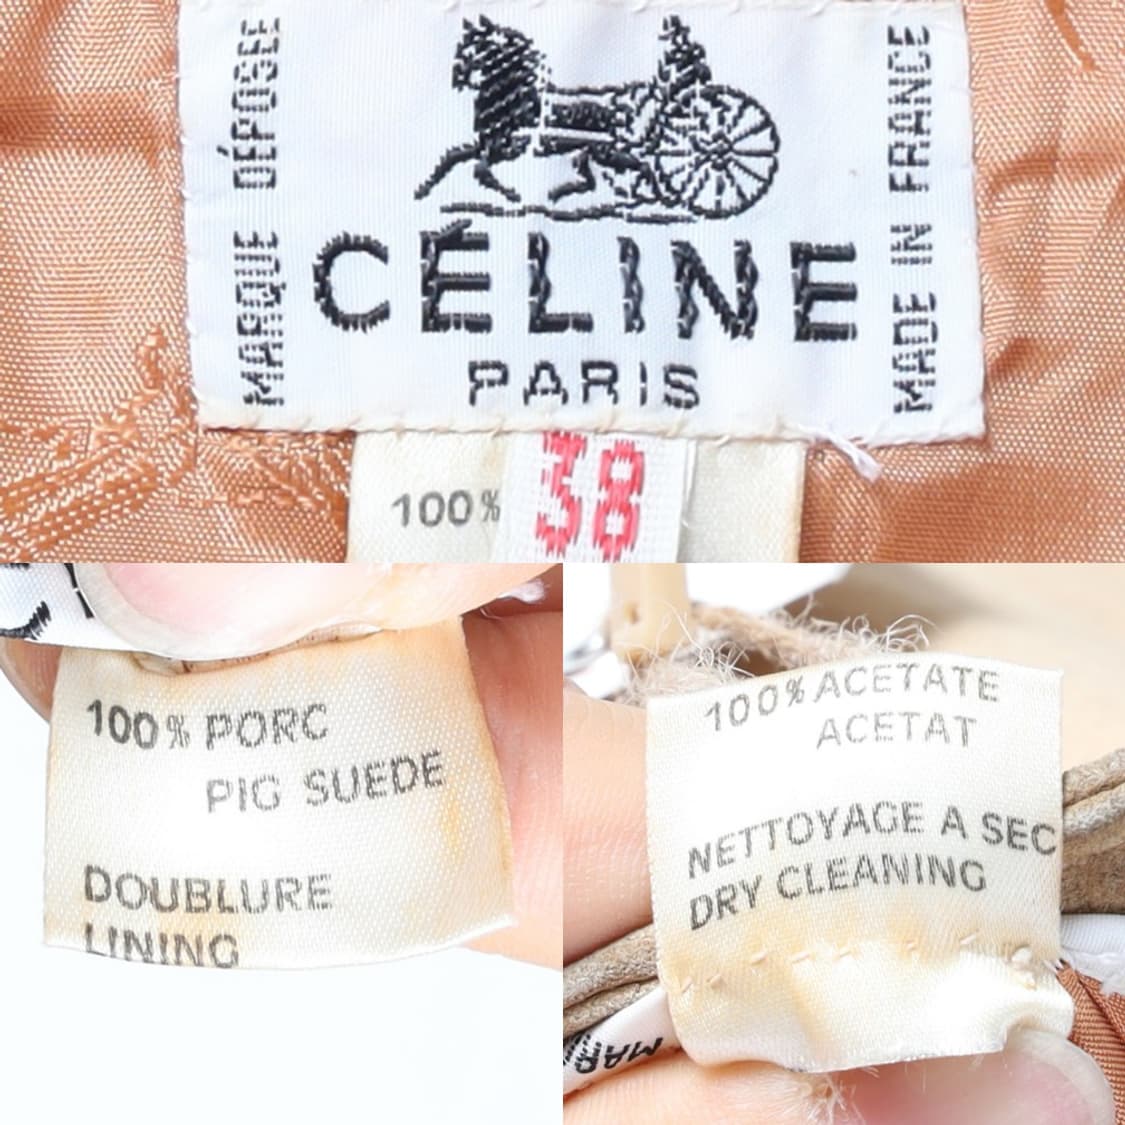 MARQUE DÉPOSÉE
CÉLINE
PARIS
MADE IN FRANCE
100%
38
100% PORC
PIG SUEDE
DOUBLURE
LINING
100% ACETATE
ACETAT
NETTOYAGE A SEC
DRY CLEANING